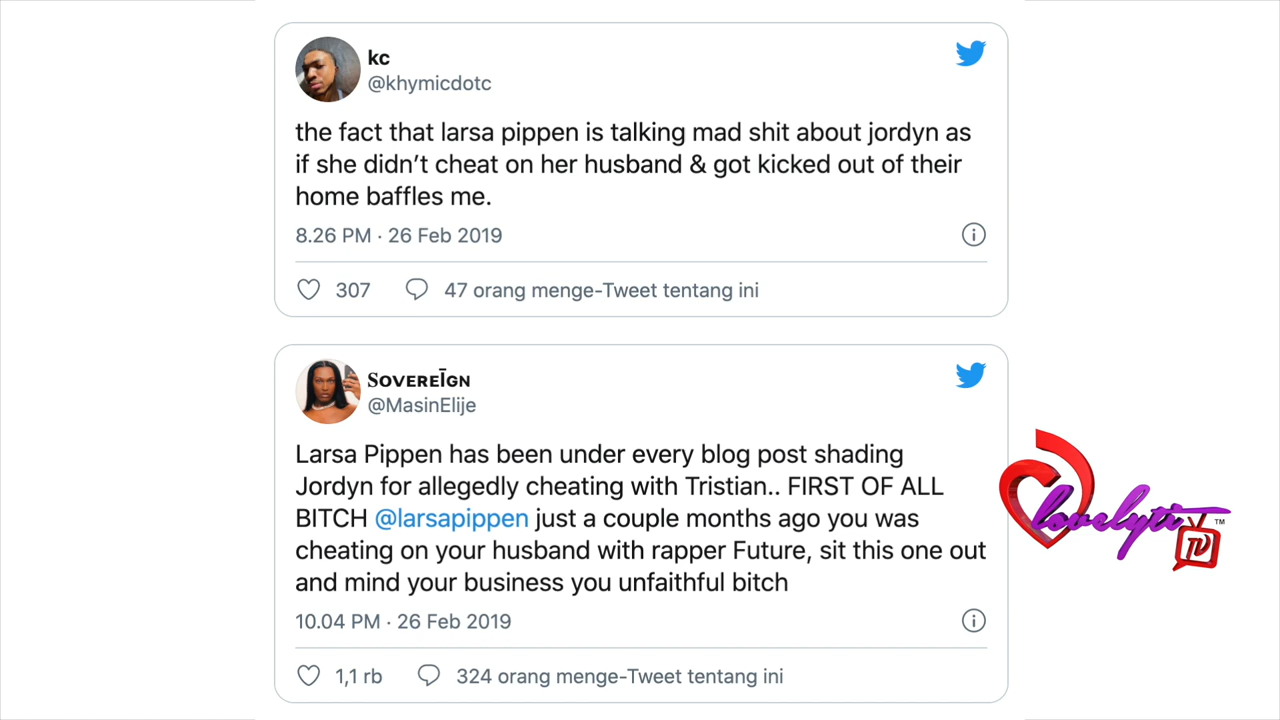 kc
@khymicdotc
the fact that larsa pippen is talking mad shit about jordyn as
if she didn’t cheat on her husband & got kicked out of their
home baffles me.
8.26 PM · 26 Feb 2019
307 47 orang menge-Tweet tentang ini
SOVEREĪGN
@MasinElije
Larsa Pippen has been under every blog post shading
Jordyn for allegedly cheating with Tristian.. FIRST OF ALL
BITCH @larsapippen just a couple months ago you was
cheating on your husband with rapper Future, sit this one out
and mind your business you unfaithful bitch
10.04 PM · 26 Feb 2019
1,1 rb 324 orang menge-Tweet tentang ini
lovelyti TM
TV